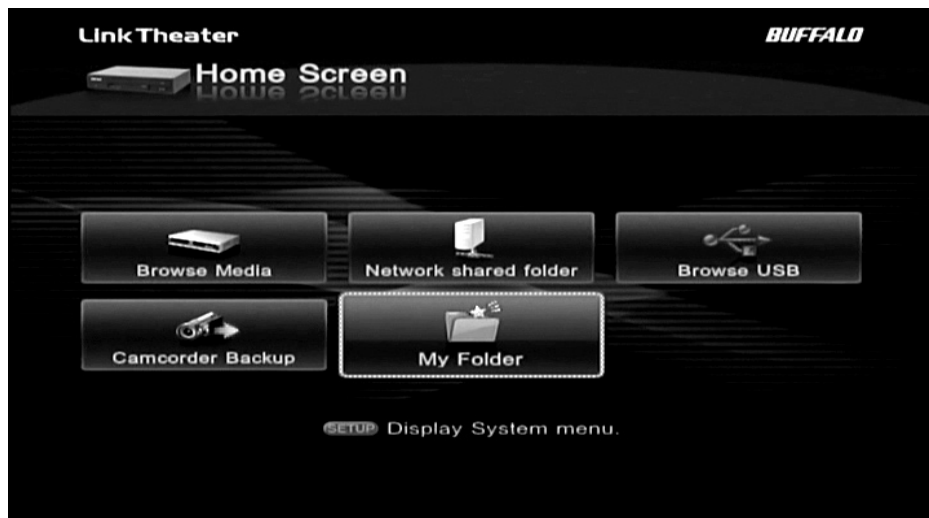 LinkTheater
BUFFALO
Home Screen
Browse Media
Network shared folder
Browse USB
Camcorder Backup
My Folder
SETUP Display System menu.